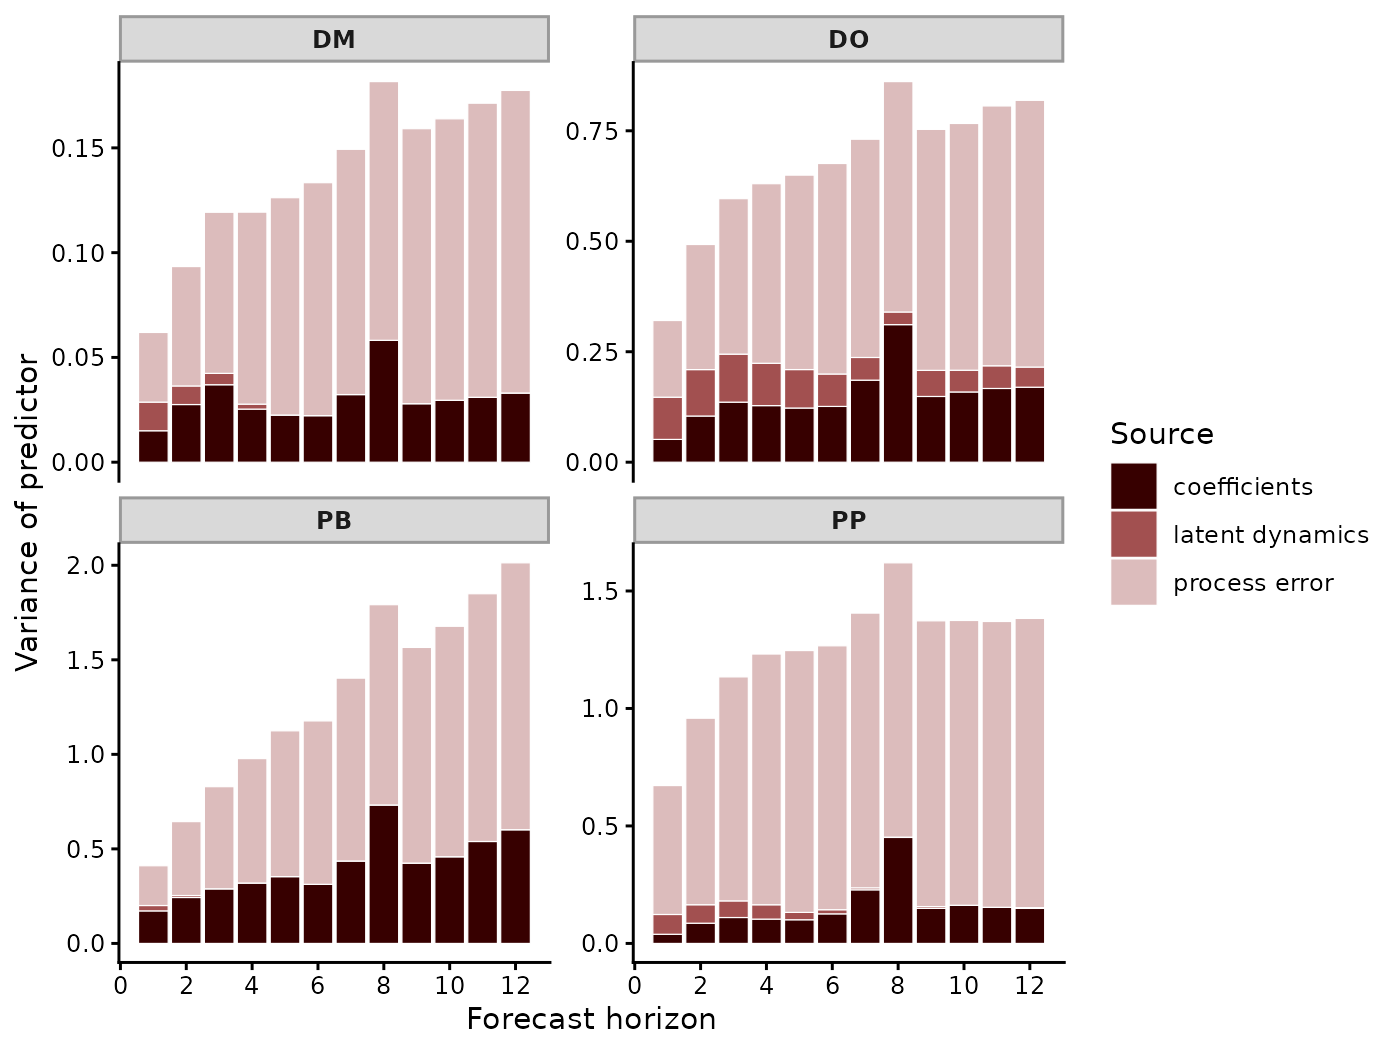 DM
DO
0.15
0.10
0.05
0.00
0.75
0.50
0.25
0.00
Variance of predictor
PB
PP
2.0
1.5
1.0
0.5
0.0
1.5
1.0
0.5
0.0
0 2 4 6 8 10 12
0 2 4 6 8 10 12
Forecast horizon
Source
coefficients
latent dynamics
process error